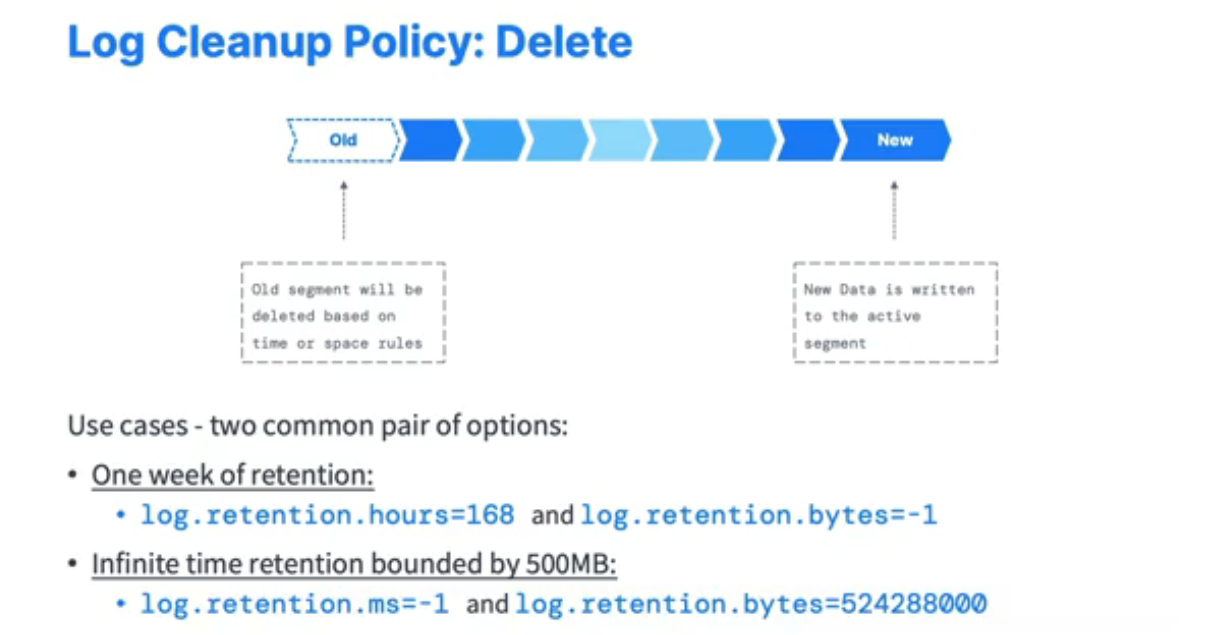 Log Cleanup Policy: Delete
Old
New
Old segment will be
deleted based on
time or space rules
New Data is written
to the active
segment
Use cases - two common pair of options:
• One week of retention:
• log.retention.hours=168 and log.retention.bytes=-1
• Infinite time retention bounded by 500MB:
• log.retention.ms=-1 and log.retention.bytes=524288000